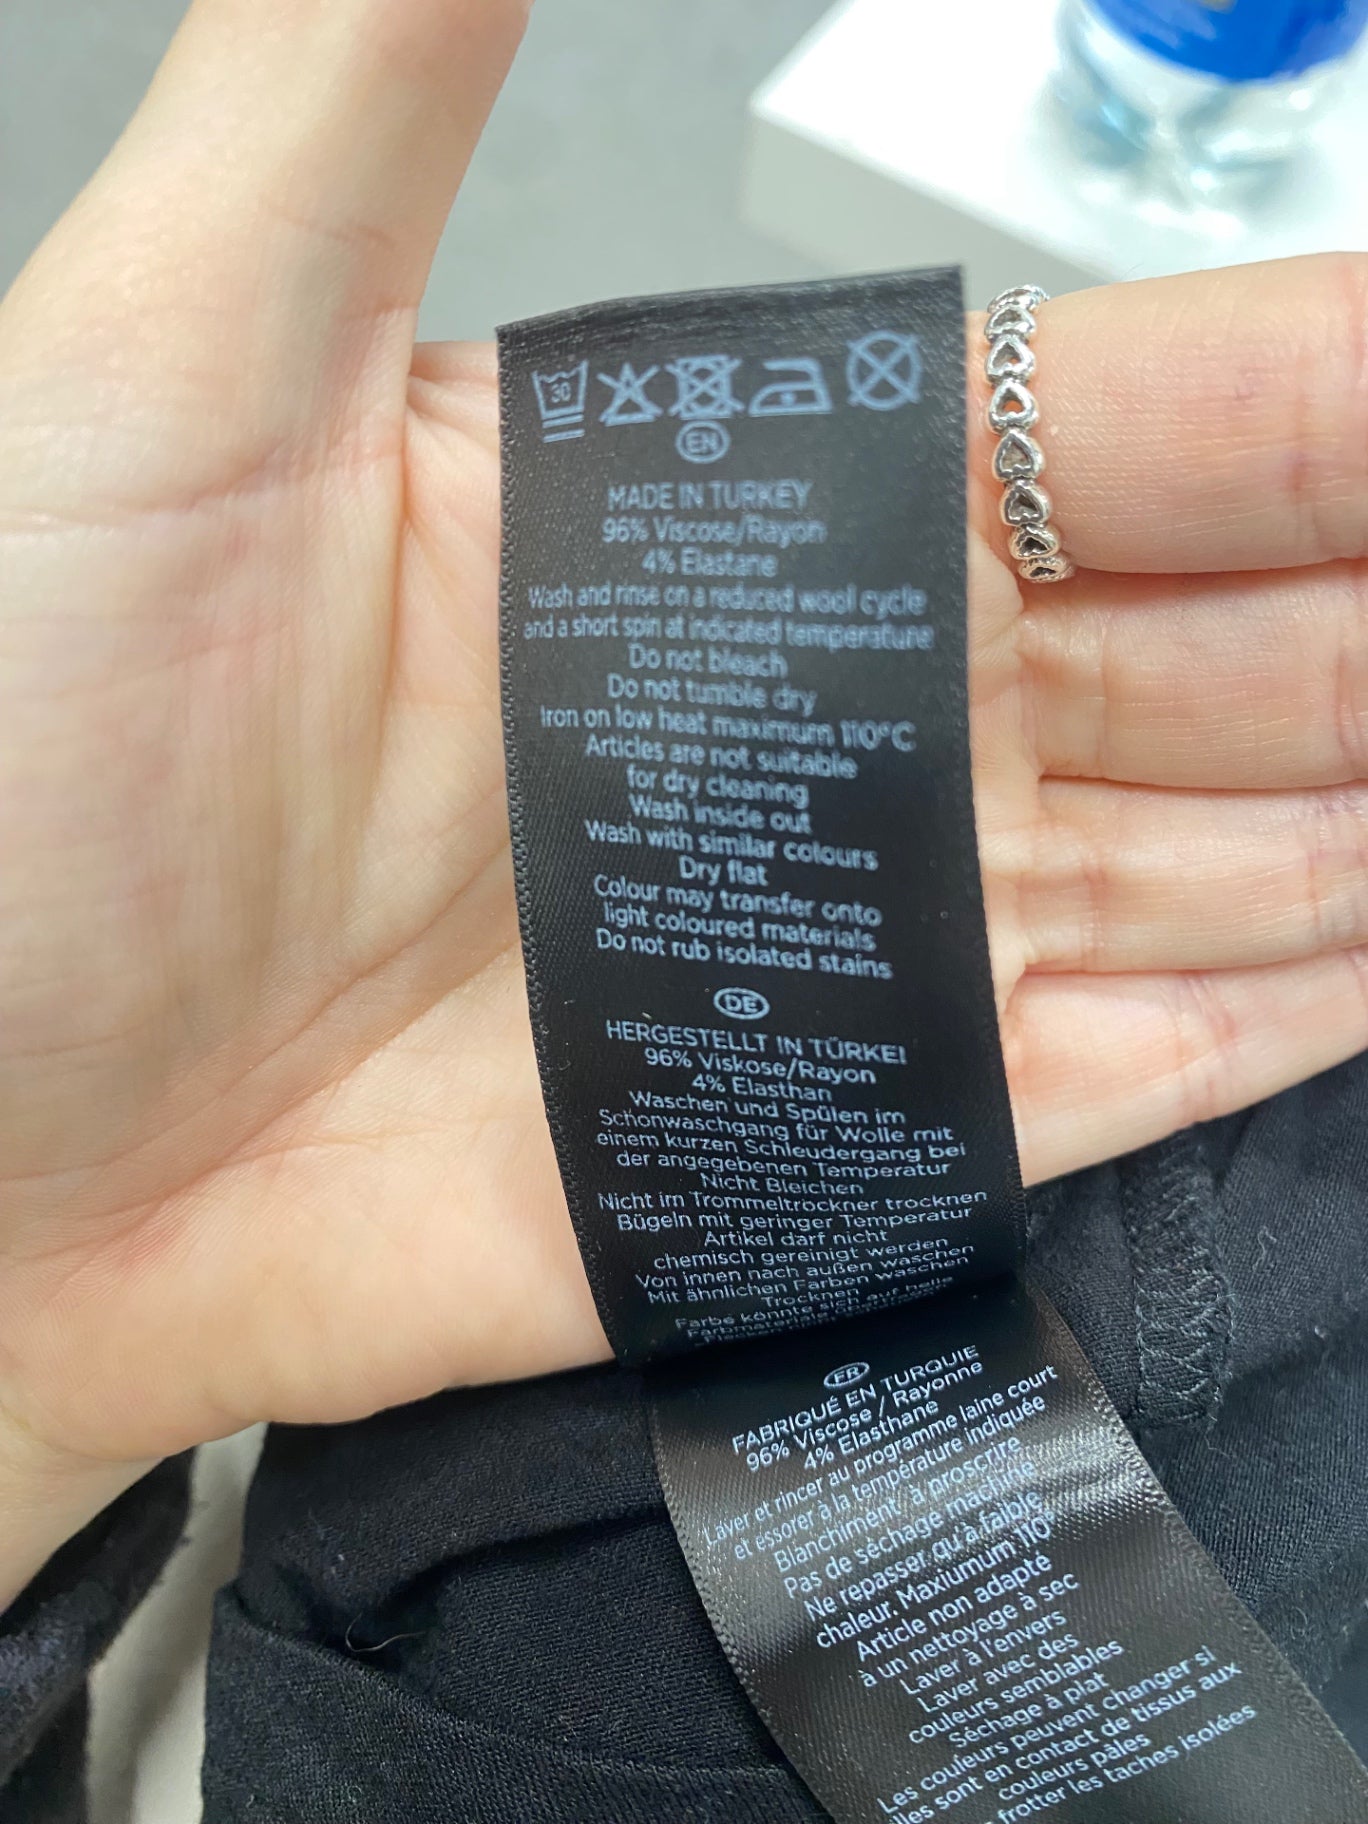 30
EN
MADE IN TURKEY
96% Viscose/Rayon
4% Elastane
Wash and rinse on a reduced wool cycle
and a short spin at indicated temperature
Do not bleach
Do not tumble dry
Iron on low heat maximum 110°C
Articles are not suitable
for dry cleaning
Wash inside out
Wash with similar colours
Dry flat
Colour may transfer onto
light coloured materials
Do not rub isolated stains
DE
HERGESTELLT IN TÜRKEI
96% Viskose/Rayon
4% Elasthan
Waschen und Spülen im
Schonwaschgang für Wolle mit
einem kurzen Schleudergang bei
der angegebenen Temperatur
Nicht Bleichen
Nicht im Trommeltrockner trocknen
Bügeln mit geringer Temperatur
Artikel darf nicht
chemisch gereinigt werden
Von innen nach außen waschen
Mit ähnlichen Farben waschen
Trocknen
Farbe könnte sich auf helle
FR
FABRIQUÉ EN TURQUIE
96% Viscose / Rayonne
4% Elasthane
Laver et rincer au programme laine court
et essorer à la température indiquée
Blanchiment, à proscrire
Pas de séchage machine
Ne repasser qu'à faible
chaleur. Maxiumum 110°
Article non adapté
à un nettoyage à sec
Laver à l'envers
Laver avec des
couleurs semblables
Séchage à plat
Les couleurs peuvent changer si
sont en contact de tissus aux
couleurs pâles
frotter les taches isolées